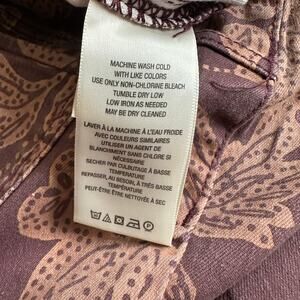 MACHINE WASH COLD
WITH LIKE COLORS
USE ONLY NON-CHLORINE BLEACH
TUMBLE DRY LOW
LOW IRON AS NEEDED
MAY BE DRY CLEANED
LAVER À LA MACHINE À L'EAU FROIDE
AVEC COULEURS SIMILAIRES
UTILISER UN AGENT DE
BLANCHIMENT SANS CHLORE SI
NÉCESSAIRE
SECHER PAR CULBUTAGE À BASSE
TEMPÉRATURE
REPASSER, AU BESOIN, À TRÈS BASSE
TEMPÉRATURE
PEUT-ÊTRE NETTOYÉE À SEC